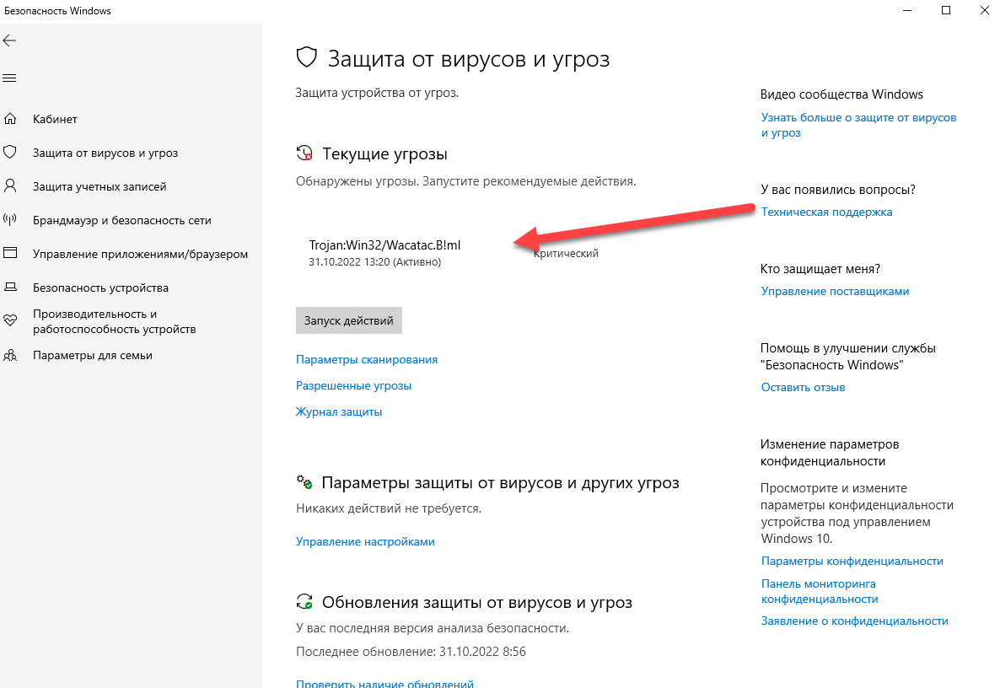 Безопасность Windows
Кабинет
Защита от вирусов и угроз
Защита учетных записей
Брандмауэр и безопасность сети
Управление приложениями/браузером
Безопасность устройства
Производительность и
работоспособность устройств
Параметры для семьи
Защита от вирусов и угроз
Защита устройства от угроз.
Текущие угрозы
Обнаружены угрозы. Запустите рекомендуемые действия.
Trojan:Win32/Wacatac.B!ml
31.10.2022 13:20 (Активно)
Критический
Запуск действий
Параметры сканирования
Разрешенные угрозы
Журнал защиты
Параметры защиты от вирусов и других угроз
Никаких действий не требуется.
Управление настройками
Обновления защиты от вирусов и угроз
У вас последняя версия анализа безопасности.
Последнее обновление: 31.10.2022 8:56
Проверить наличие обновлений
Видео сообщества Windows
Узнать больше о защите от вирусов
и угроз
У вас появились вопросы?
Техническая поддержка
Кто защищает меня?
Управление поставщиками
Помощь в улучшении службы
"Безопасность Windows"
Оставить отзыв
Изменение параметров
конфиденциальности
Просмотрите и измените
параметры конфиденциальности
устройства под управлением
Windows 10.
Параметры конфиденциальности
Панель мониторинга
конфиденциальности
Заявление о конфиденциальности